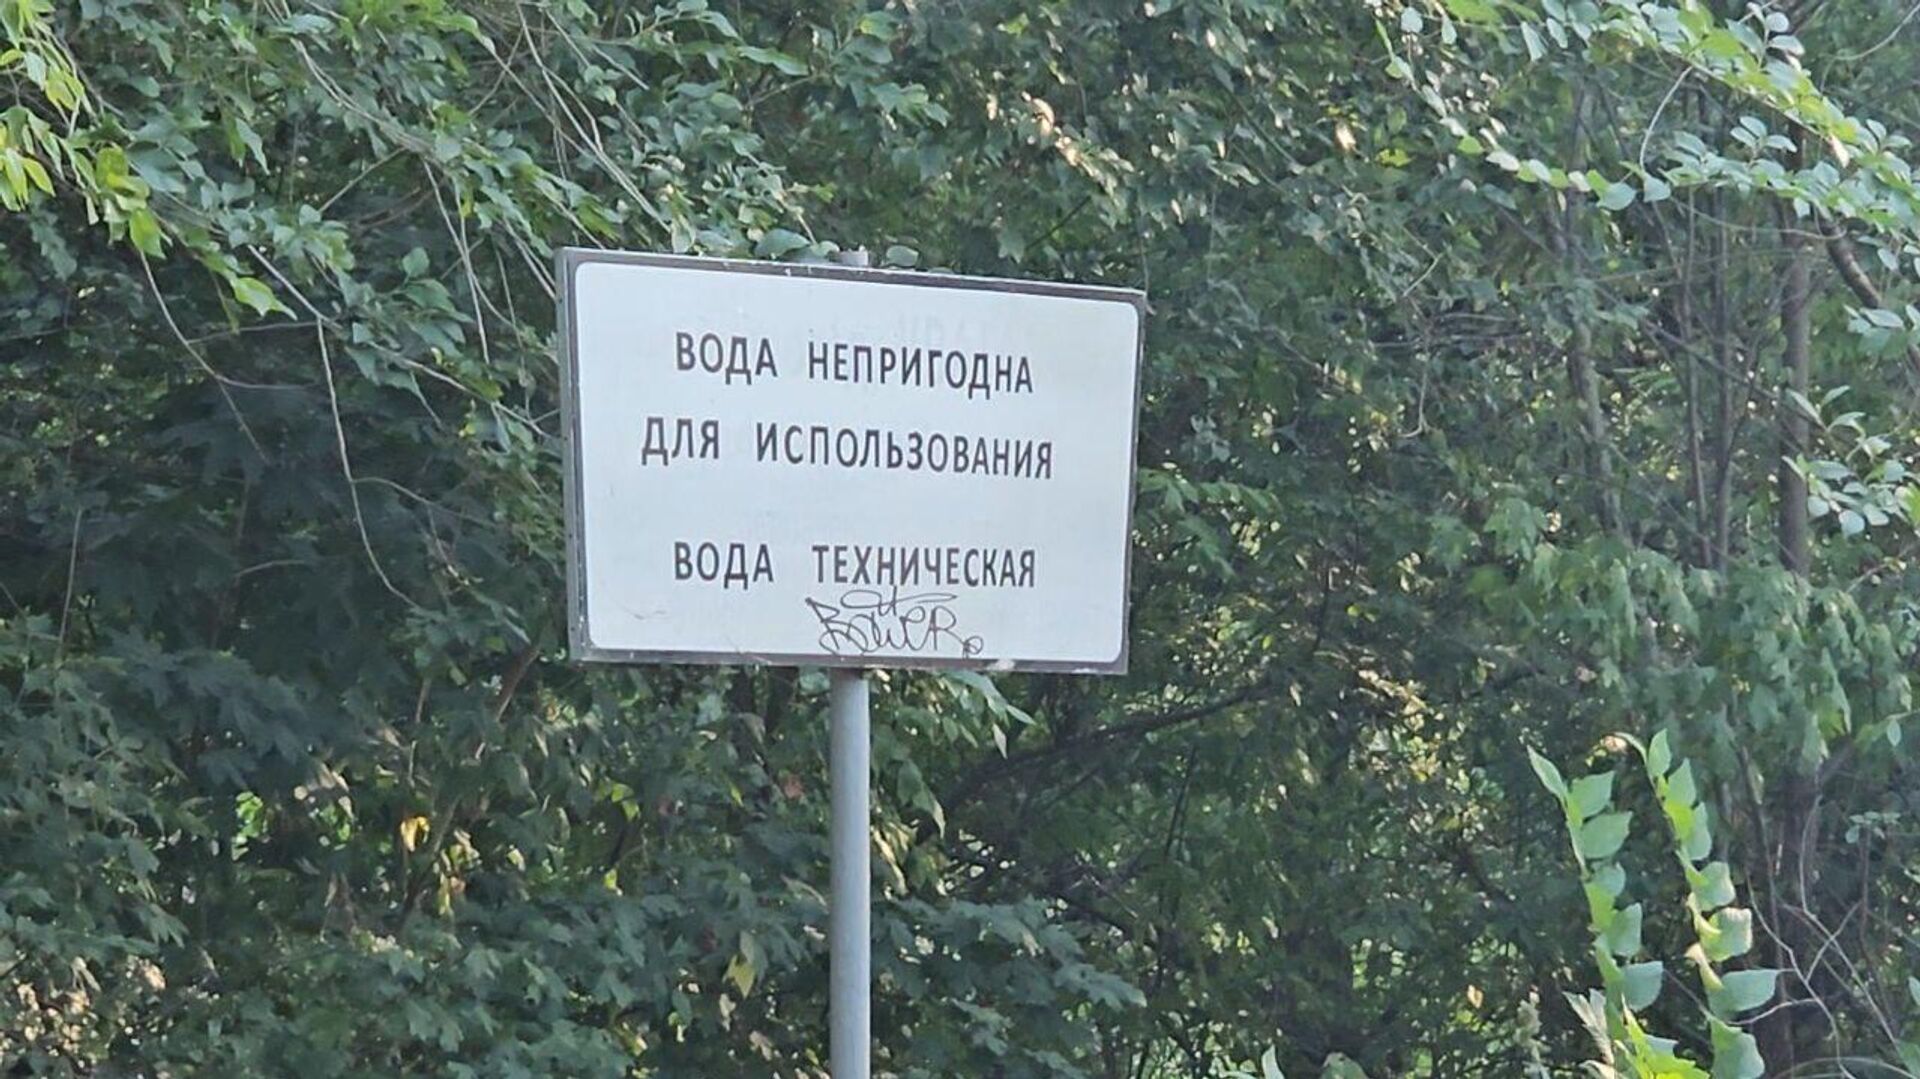 ВОДА НЕПРИГОДНА
ДЛЯ ИСПОЛЬЗОВАНИЯ
ВОДА ТЕХНИЧЕСКАЯ